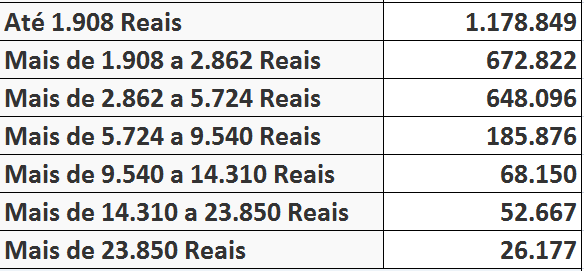 Até 1.908 Reais 1.178.849
Mais de 1.908 a 2.862 Reais 672.822
Mais de 2.862 a 5.724 Reais 648.096
Mais de 5.724 a 9.540 Reais 185.876
Mais de 9.540 a 14.310 Reais 68.150
Mais de 14.310 a 23.850 Reais 52.667
Mais de 23.850 Reais 26.177